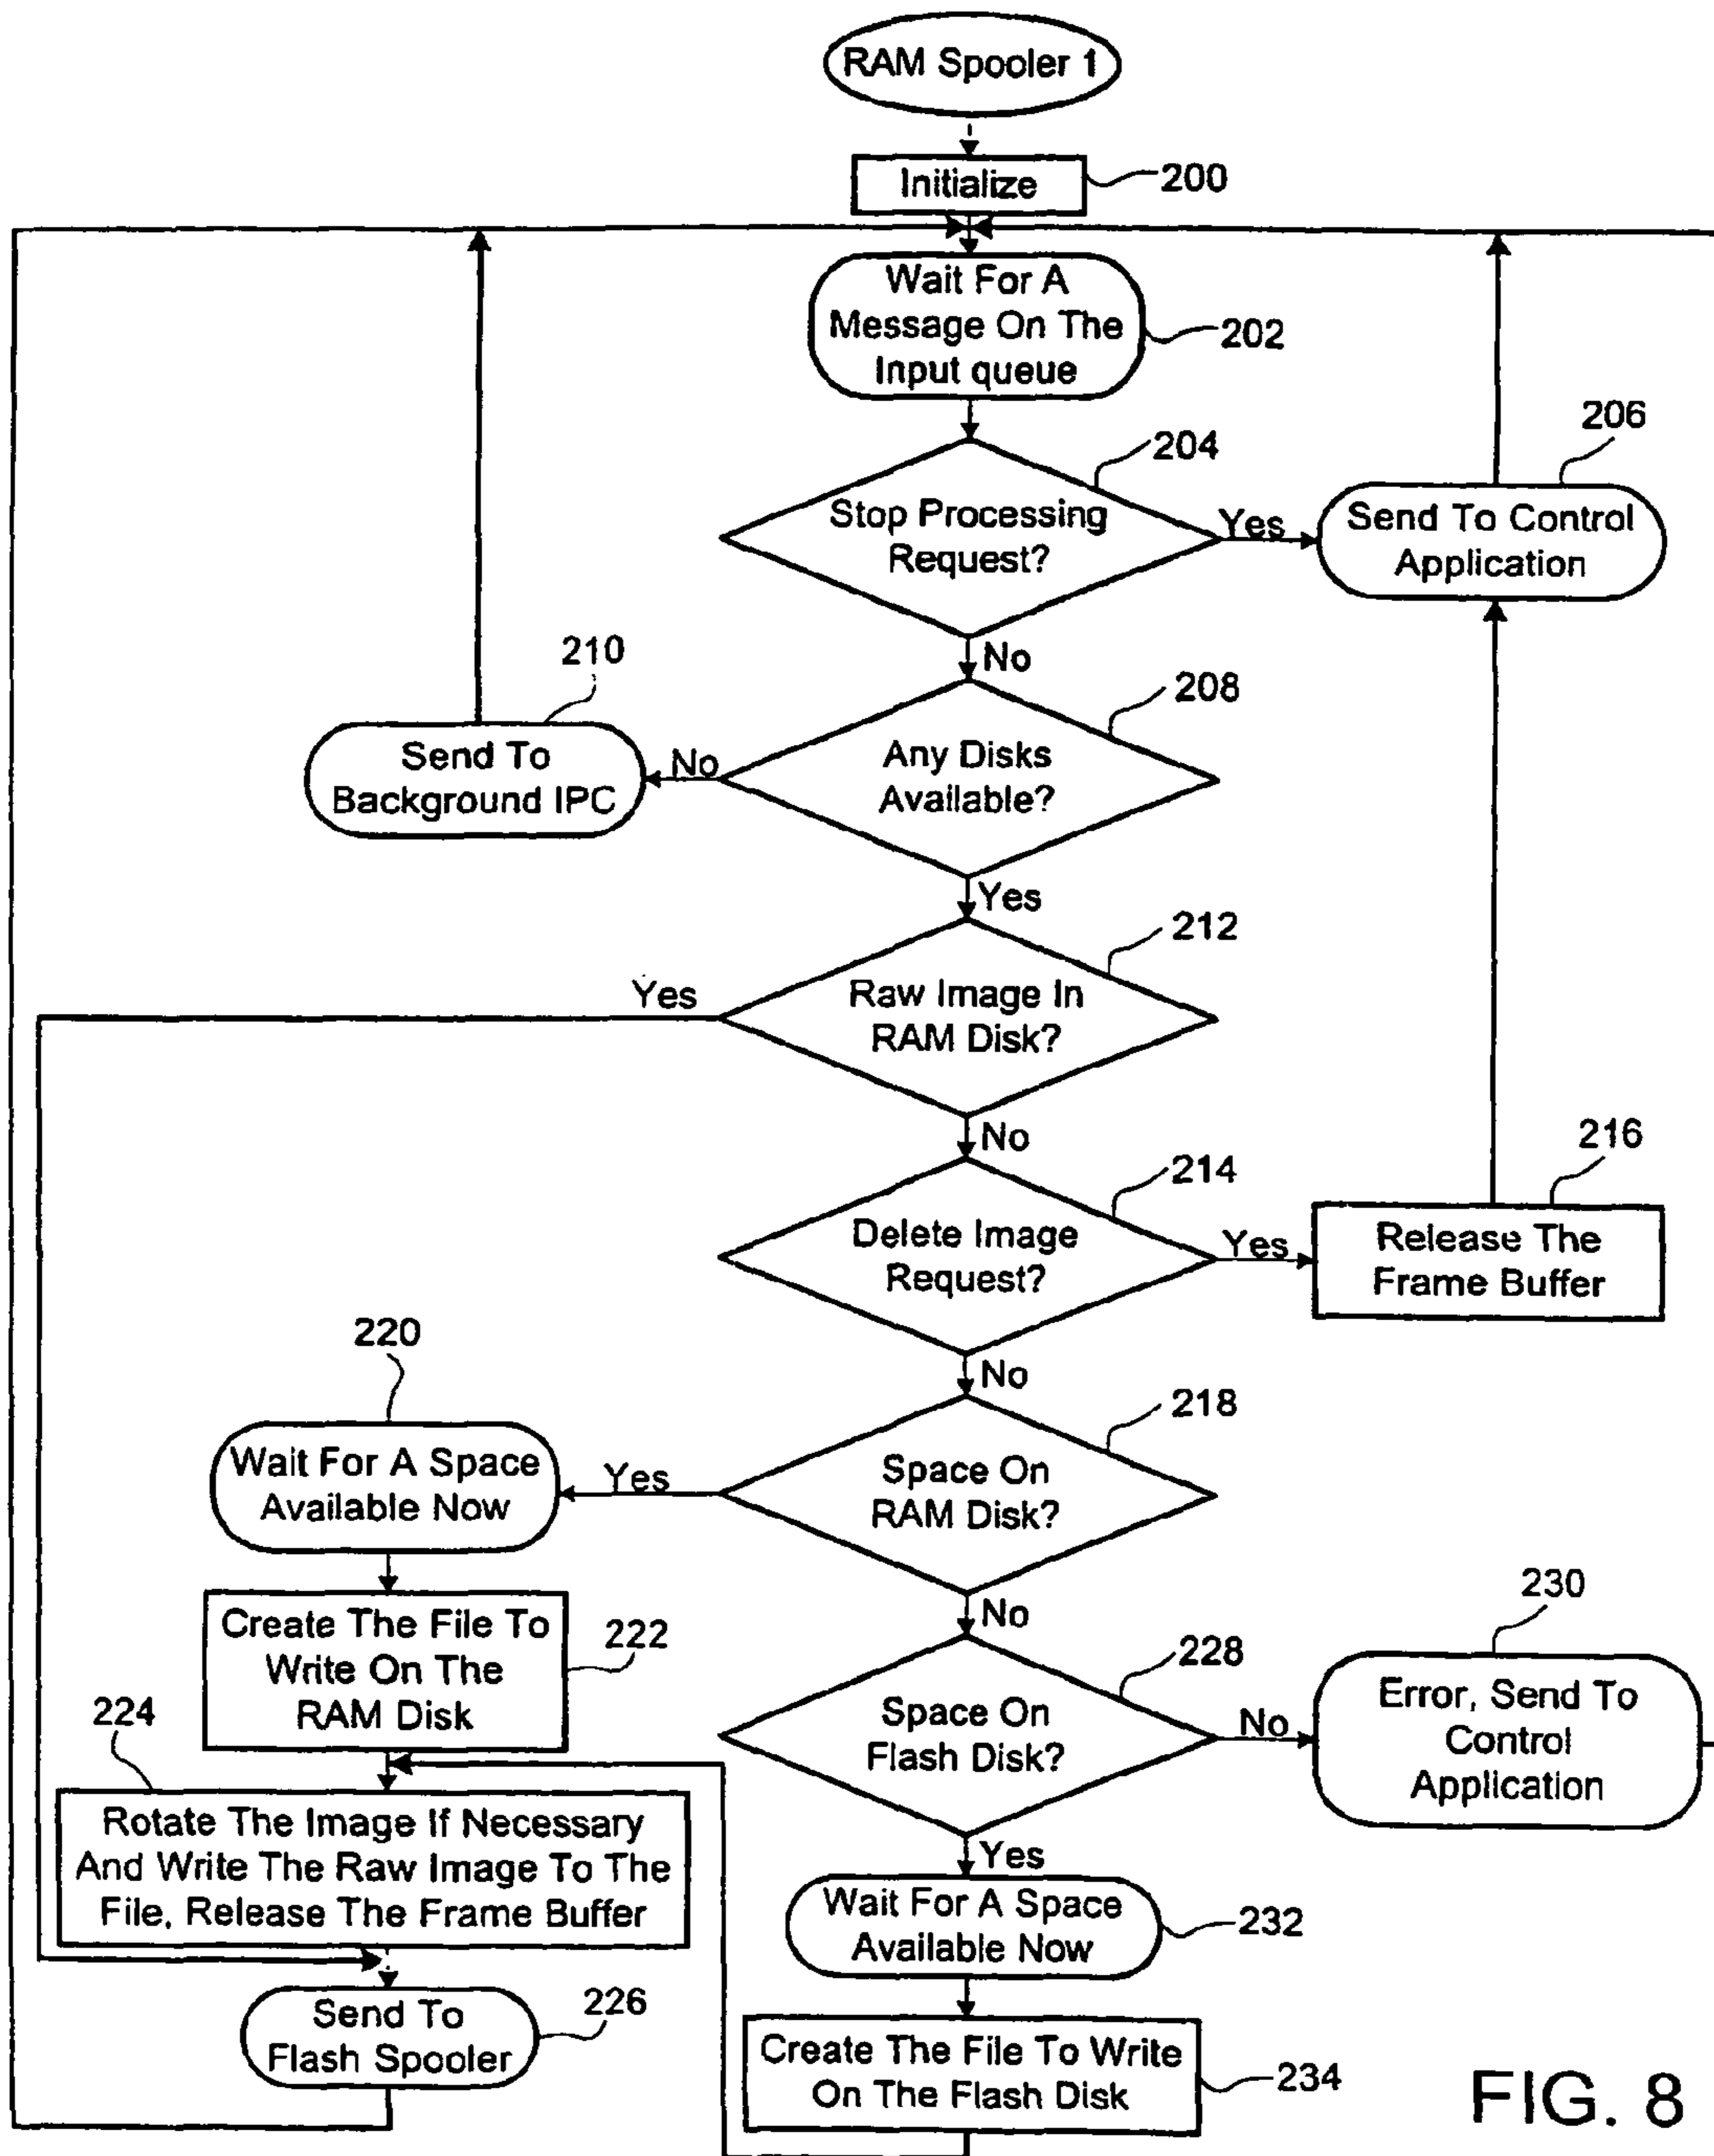 RAM Spooler 1
Initialize
200
Wait For A
Message On The
Input queue
202
204
Stop Processing
Request?
Yes
206
Send To Control
Application
No
208
210
Send To
Background IPC
No
Any Disks
Available?
Yes
212
Yes
Raw Image In
RAM Disk?
No
214
216
Delete Image
Request?
Yes
Release The
Frame Buffer
220
No
218
Wait For A Space
Available Now
Yes
Space On
RAM Disk?
No
230
Create The File To
Write On The
RAM Disk
222
228
Space On
Flash Disk?
No
Error, Send To
Control
Application
224
Rotate The Image If Necessary
And Write The Raw Image To The
File, Release The Frame Buffer
Yes
Wait For A Space
Available Now
232
Send To
Flash Spooler
226
Create The File To Write
On The Flash Disk
234
FIG. 8